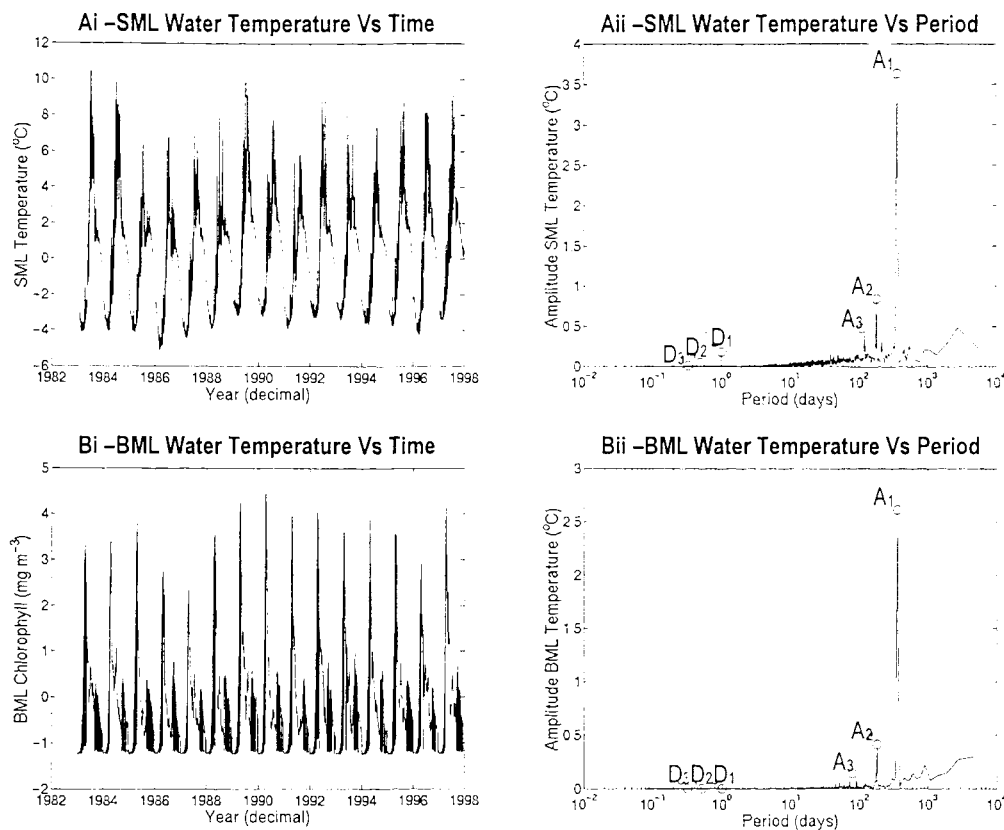 Ai –SML Water Temperature Vs Time
12
10
8
6
4
2
0
−2
−4
−6
SML Temperature (°C)
1982 1984 1986 1988 1990 1992 1994 1996 1998
Year (decimal)
Aii –SML Water Temperature Vs Period
4
3.5
3
2.5
2
1.5
1
0.5
0
Amplitude SML Temperature (°C)
A1
A2
A3
D3 D2 D1
10−2 10−1 100 101 102 103 104
Period (days)
Bi –BML Water Temperature Vs Time
5
4
3
2
1
0
−1
−2
BML Chlorophyll (mg m−3)
1982 1984 1986 1988 1990 1992 1994 1996 1998
Year (decimal)
Bii –BML Water Temperature Vs Period
3
2.5
2
1.5
1
0.5
0
Amplitude BML Temperature (°C)
A1
A2
A3
D3 D2 D1
10−2 10−1 100 101 102 103 104
Period (days)